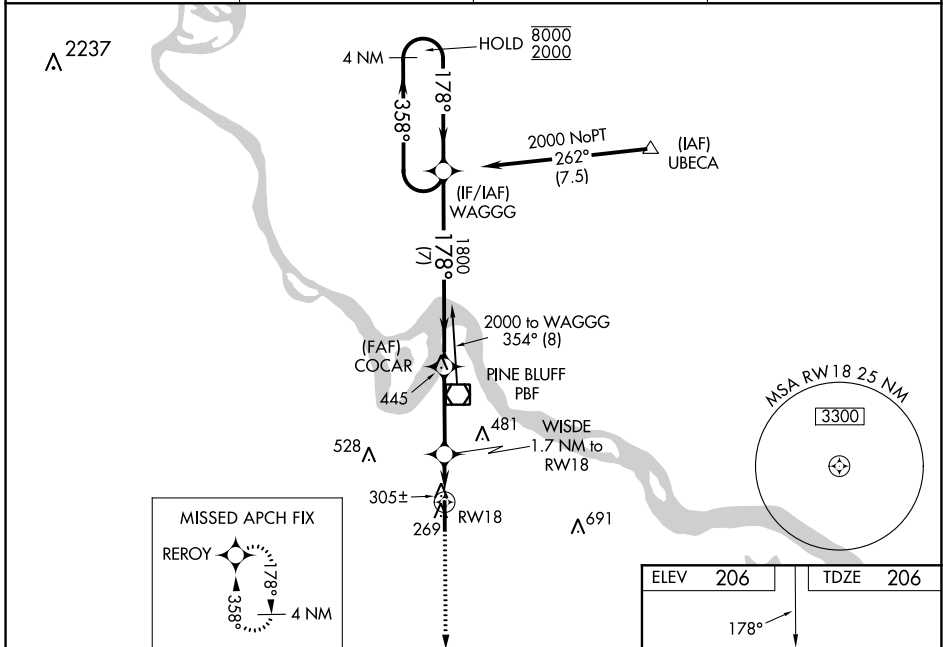 2237
HOLD 8000
2000
4 NM
178°
358°
2000 NoPT
262°
(7.5)
(IAF)
UBECA
(IF/IAF)
WAGGG
178°
1800
(7)
2000 to WAGGG
354° (8)
(FAF)
COCAR
445
PINE BLUFF
PBF
481
WISDE
1.7 NM to
RW18
528
305±
269
RW18
691
MSA RW18 25 NM
3300
MISSED APCH FIX
REROY
178°
358°
4 NM
ELEV 206
TDZE 206
178°